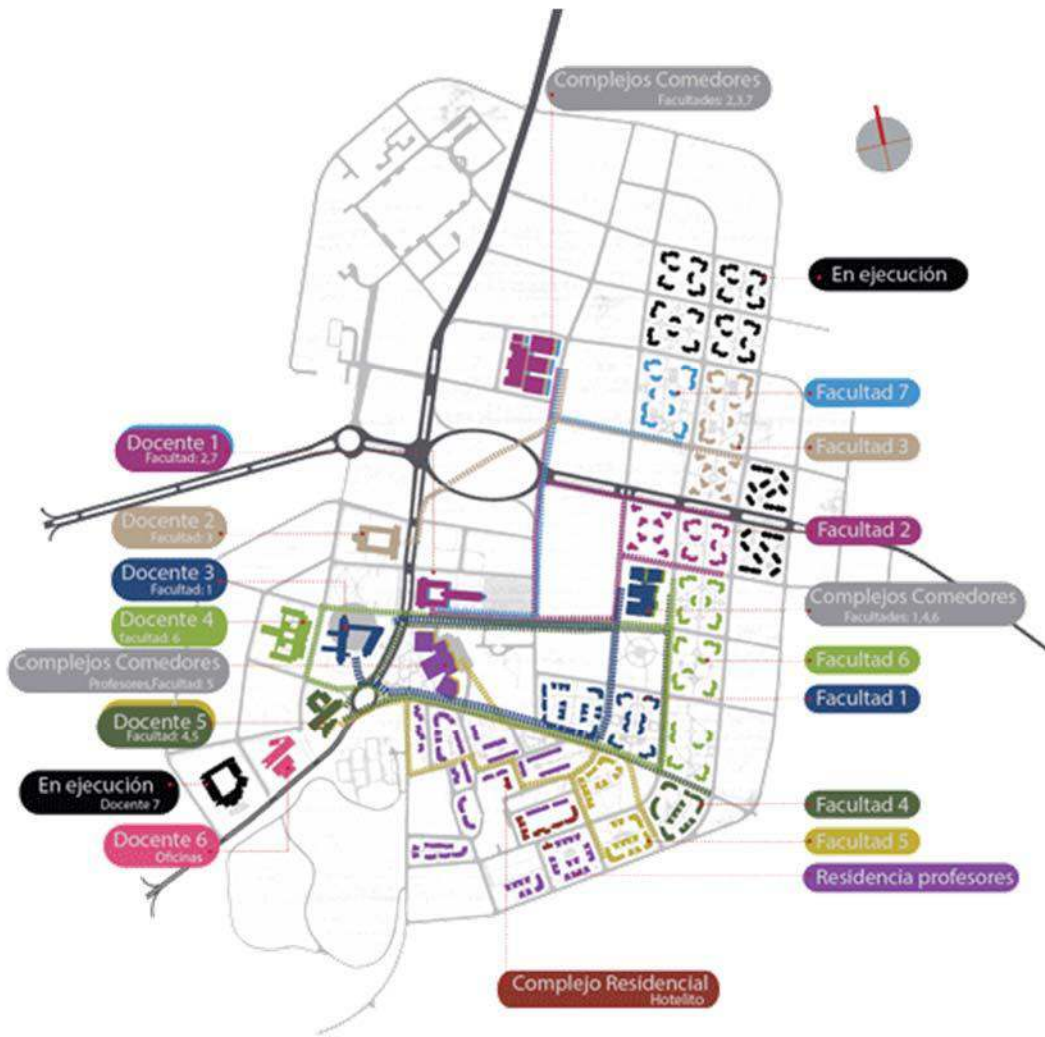 Complejos Comedores
Facultades: 2,3,7
En ejecución
Facultad 7
Docente 1
Facultad: 2,7
Facultad 3
Docente 2
Facultad: 3
Facultad 2
Docente 3
Facultad: 1
Complejos Comedores
Facultades: 1,4,6
Docente 4
facultad: 6
Complejos Comedores
Profesores,Facultad: 5
Facultad 6
Facultad 1
Docente 5
Facultad: 4,5
En ejecución
Docente 7
Facultad 4
Docente 6
Oficinas
Facultad 5
Residencia profesores
Complejo Residencial
Hotelito